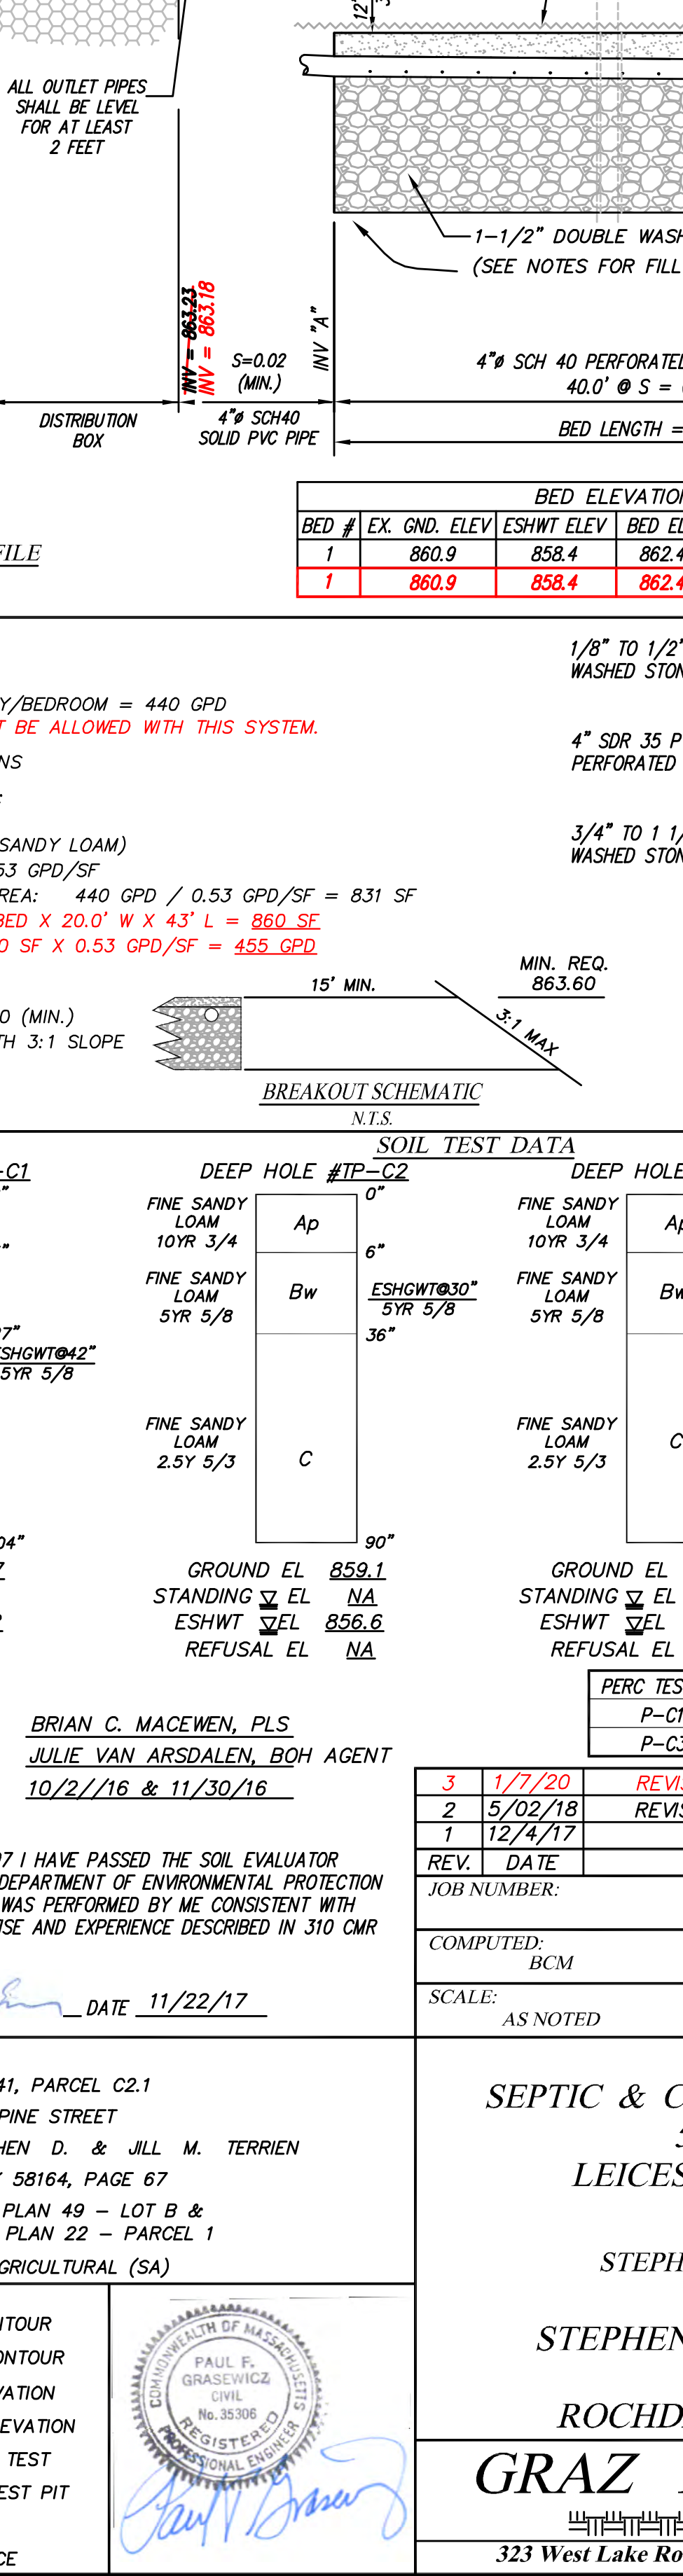 12"
ALL OUTLET PIPES
SHALL BE LEVEL
FOR AT LEAST
2 FEET
1-1/2" DOUBLE WASH
(SEE NOTES FOR FILL
INV = 863.23
INV = 863.18
S=0.02
(MIN.)
INV "A"
4"ø SCH 40 PERFORATED
40.0' @ S =
DISTRIBUTION
BOX
4"ø SCH40
SOLID PVC PIPE
BED LENGTH =
FILE
BED ELEVATION
BED # EX. GND. ELEV ESHWT ELEV BED EL
1 860.9 858.4 862.4
1 860.9 858.4 862.4
1/8" TO 1/2"
WASHED STON
Y/BEDROOM = 440 GPD
T BE ALLOWED WITH THIS SYSTEM.
4" SDR 35 P
PERFORATED
NS
3/4" TO 1 1/
WASHED STON
SANDY LOAM)
53 GPD/SF
REA: 440 GPD / 0.53 GPD/SF = 831 SF
BED X 20.0' W X 43' L = 860 SF
0 SF X 0.53 GPD/SF = 455 GPD
MIN. REQ.
863.60
15' MIN.
3:1 MAX
0 (MIN.)
TH 3:1 SLOPE
BREAKOUT SCHEMATIC
N.T.S.
SOIL TEST DATA
-C1 DEEP HOLE #TP-C2 DEEP HOLE
FINE SANDY
LOAM
10YR 3/4
Ap
0"
6"
FINE SANDY
LOAM
5YR 5/8
Bw
ESHGWT@30"
5YR 5/8
36"
FINE SANDY
LOAM
2.5Y 5/3
C
90"
FINE SANDY
LOAM
10YR 3/4
Ap
FINE SANDY
LOAM
5YR 5/8
Bw
FINE SANDY
LOAM
2.5Y 5/3
C
27"
ESHGWT@42"
5YR 5/8
04"
GROUND EL 859.1 GROUND EL
STANDING EL NA STANDING EL
ESHWT EL 856.6 ESHWT EL
REFUSAL EL NA REFUSAL EL
PERC TES
P-C1
P-C3
BRIAN C. MACEWEN, PLS
JULIE VAN ARSDALEN, BOH AGENT
10/2//16 & 11/30/16
3 1/7/20 REVIS
2 5/02/18 REVIS
1 12/4/17
REV. DATE
97 I HAVE PASSED THE SOIL EVALUATOR
DEPARTMENT OF ENVIRONMENTAL PROTECTION
WAS PERFORMED BY ME CONSISTENT WITH
ISE AND EXPERIENCE DESCRIBED IN 310 CMR
DATE 11/22/17
JOB NUMBER:
COMPUTED:
BCM
SCALE:
AS NOTED
41, PARCEL C2.1
PINE STREET
HEN D. & JILL M. TERRIEN
58164, PAGE 67
PLAN 49 - LOT B &
PLAN 22 - PARCEL 1
GRICULTURAL (SA)
SEPTIC & C
5
LEICES
STEPH
STEPHEN
ROCHDA
NTOUR
ONTOUR
VATION
EVATION
TEST
EST PIT
CE
COMMONWEALTH OF MASSACHUSETTS
PAUL F.
GRASEWICZ
CIVIL
No. 35306
REGISTERED
PROFESSIONAL ENGINEER
GRAZ
323 West Lake Ro